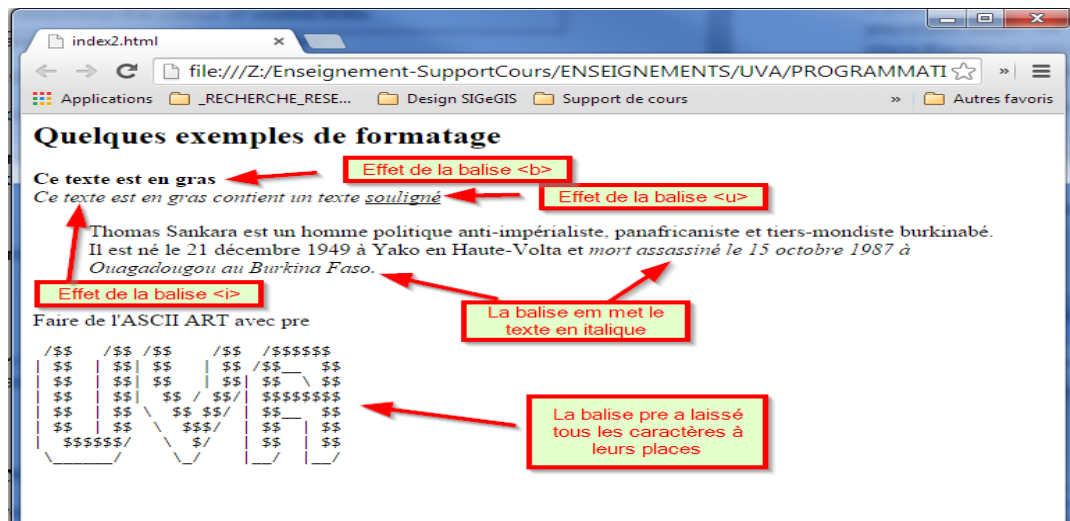 index2.html
file:///Z:/Enseignement-SupportCours/ENSEIGNEMENTS/UVA/PROGRAMMATI
Applications _RECHERCHE_RESE... Design SIGeGIS Support de cours » Autres favoris
Quelques exemples de formatage
Effet de la balise <b>
Ce texte est en gras
Ce texte est en gras contient un texte souligné
Effet de la balise <u>
Thomas Sankara est un homme politique anti-impérialiste, panafricaniste et tiers-mondiste burkinabé.
Il est né le 21 décembre 1949 à Yako en Haute-Volta et mort assassiné le 15 octobre 1987 à
Ouagadougou au Burkina Faso.
Effet de la balise <i>
La balise em met le
texte en italique
Faire de l'ASCII ART avec pre
 /$$   /$$ /$$    /$$  /$$$$$$
| $$  | $$| $$   | $$ /$$__  $$
| $$  | $$| $$   | $$| $$  \ $$
| $$  | $$|  $$ / $$/| $$$$$$$$
| $$  | $$ \  $$ $$/ | $$__  $$
| $$  | $$  \  $$$/  | $$  | $$
|  $$$$$$/   \  $/   | $$  | $$
 \______/     \_/    |__/  |__/
La balise pre a laissé
tous les caractères à
leurs places